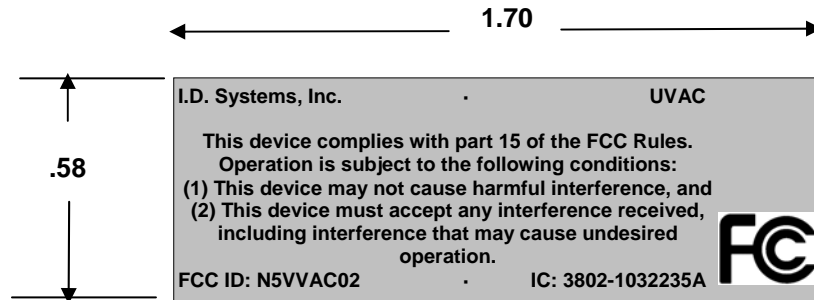 1.70
.58
I.D. Systems, Inc. · UVAC
This device complies with part 15 of the FCC Rules.
Operation is subject to the following conditions:
(1) This device may not cause harmful interference, and
(2) This device must accept any interference received,
including interference that may cause undesired
operation.
FC
FCC ID: N5VVAC02 · IC: 3802-1032235A